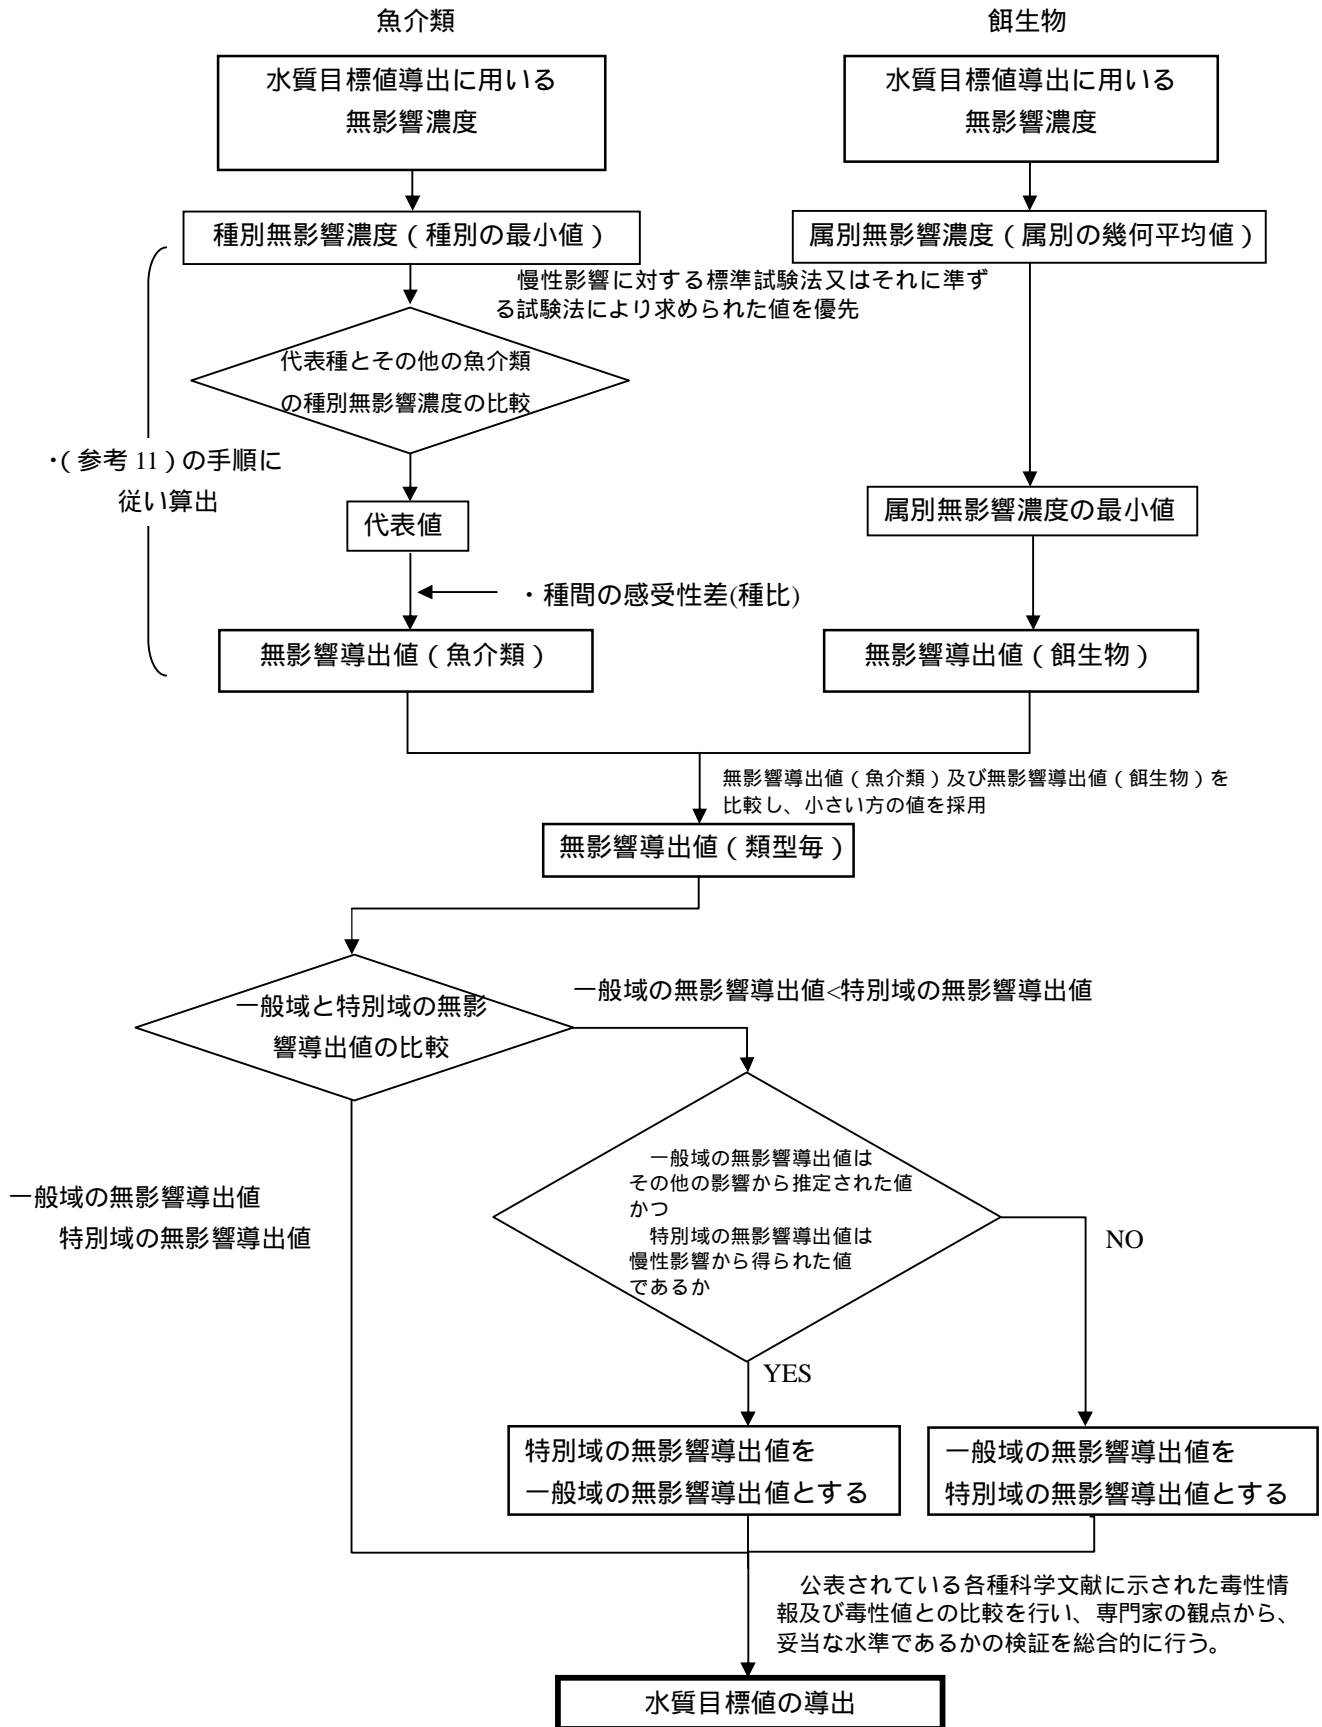 魚介類
餌生物
水質目標値導出に用いる
無影響濃度
水質目標値導出に用いる
無影響濃度
種別無影響濃度(種別の最小値)
属別無影響濃度(属別の幾何平均値)
慢性影響に対する標準試験法又はそれに準ず
る試験法により求められた値を優先
代表種とその他の魚介類
の種別無影響濃度の比較
・(参考 11)の手順に
従い算出
代表値
属別無影響濃度の最小値
・種間の感受性差(種比)
無影響導出値(魚介類)
無影響導出値(餌生物)
無影響導出値(魚介類)及び無影響導出値(餌生物)を
比較し、小さい方の値を採用
無影響導出値(類型毎)
一般域と特別域の無影
響導出値の比較
一般域の無影響導出値<特別域の無影響導出値
一般域の無影響導出値
特別域の無影響導出値
一般域の無影響導出値は
その他の影響から推定された値
かつ
特別域の無影響導出値は
慢性影響から得られた値
であるか
NO
YES
特別域の無影響導出値を
一般域の無影響導出値とする
一般域の無影響導出値を
特別域の無影響導出値とする
公表されている各種科学文献に示された毒性情
報及び毒性値との比較を行い、専門家の観点から、
妥当な水準であるかの検証を総合的に行う。
水質目標値の導出